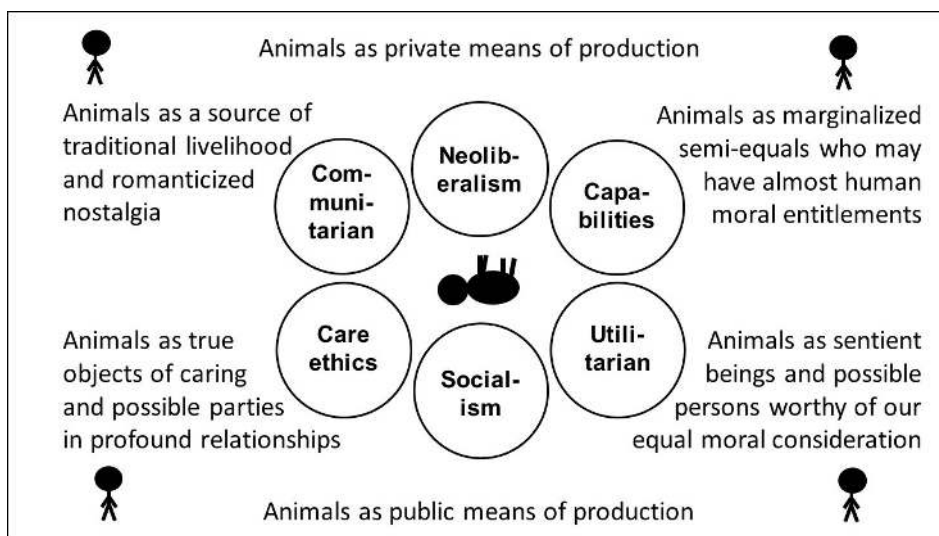 Animals as private means of production
Animals as a source of
traditional livelihood
and romanticized
nostalgia
Animals as marginalized
semi-equals who may
have almost human
moral entitlements
Com-
muni-
tarian
Neolib-
eralism
Capa-
bilities
Care
ethics
Social-
ism
Utili-
tarian
Animals as true
objects of caring
and possible parties
in profound relationships
Animals as sentient
beings and possible
persons worthy of our
equal moral consideration
Animals as public means of production